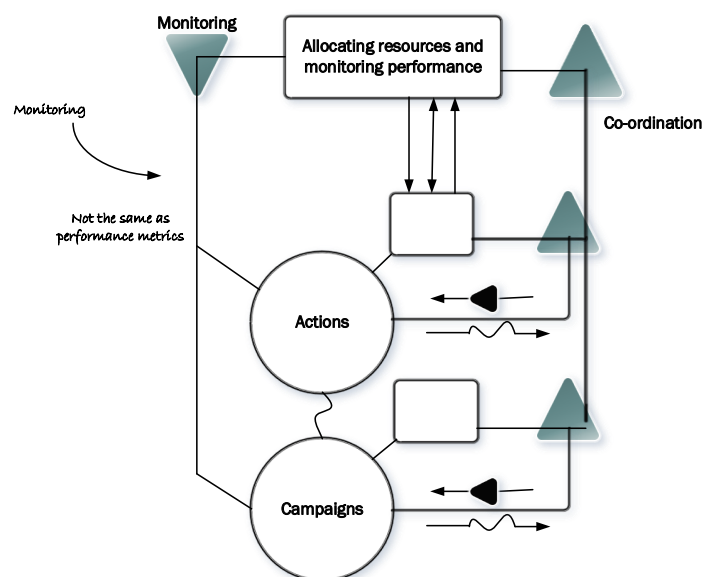 Monitoring
Allocating resources and
monitoring performance
Monitoring
Co-ordination
Not the same as
performance metrics
Actions
Campaigns